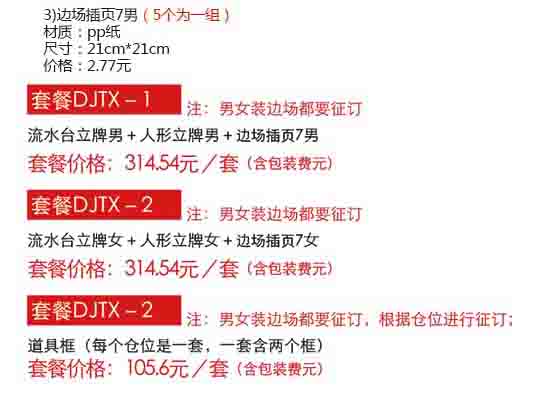 3)边场插页7男（5个为一组）
材质：pp纸
尺寸：21cm*21cm
价格：2.77元
套餐DJTX – 1 注：男女装边场都要征订
流水台立牌男＋人形立牌男＋边场插页7男
套餐价格：314.54元／套（含包装费元）
套餐DJTX – 2 注：男女装边场都要征订
流水台立牌女＋人形立牌女＋边场插页7女
套餐价格：314.54元／套（含包装费元）
套餐DJTX – 2 注：男女装边场都要征订，根据仓位进行征订；
道具框（每个仓位是一套，一套含两个框）
套餐价格：105.6元／套（含包装费元）